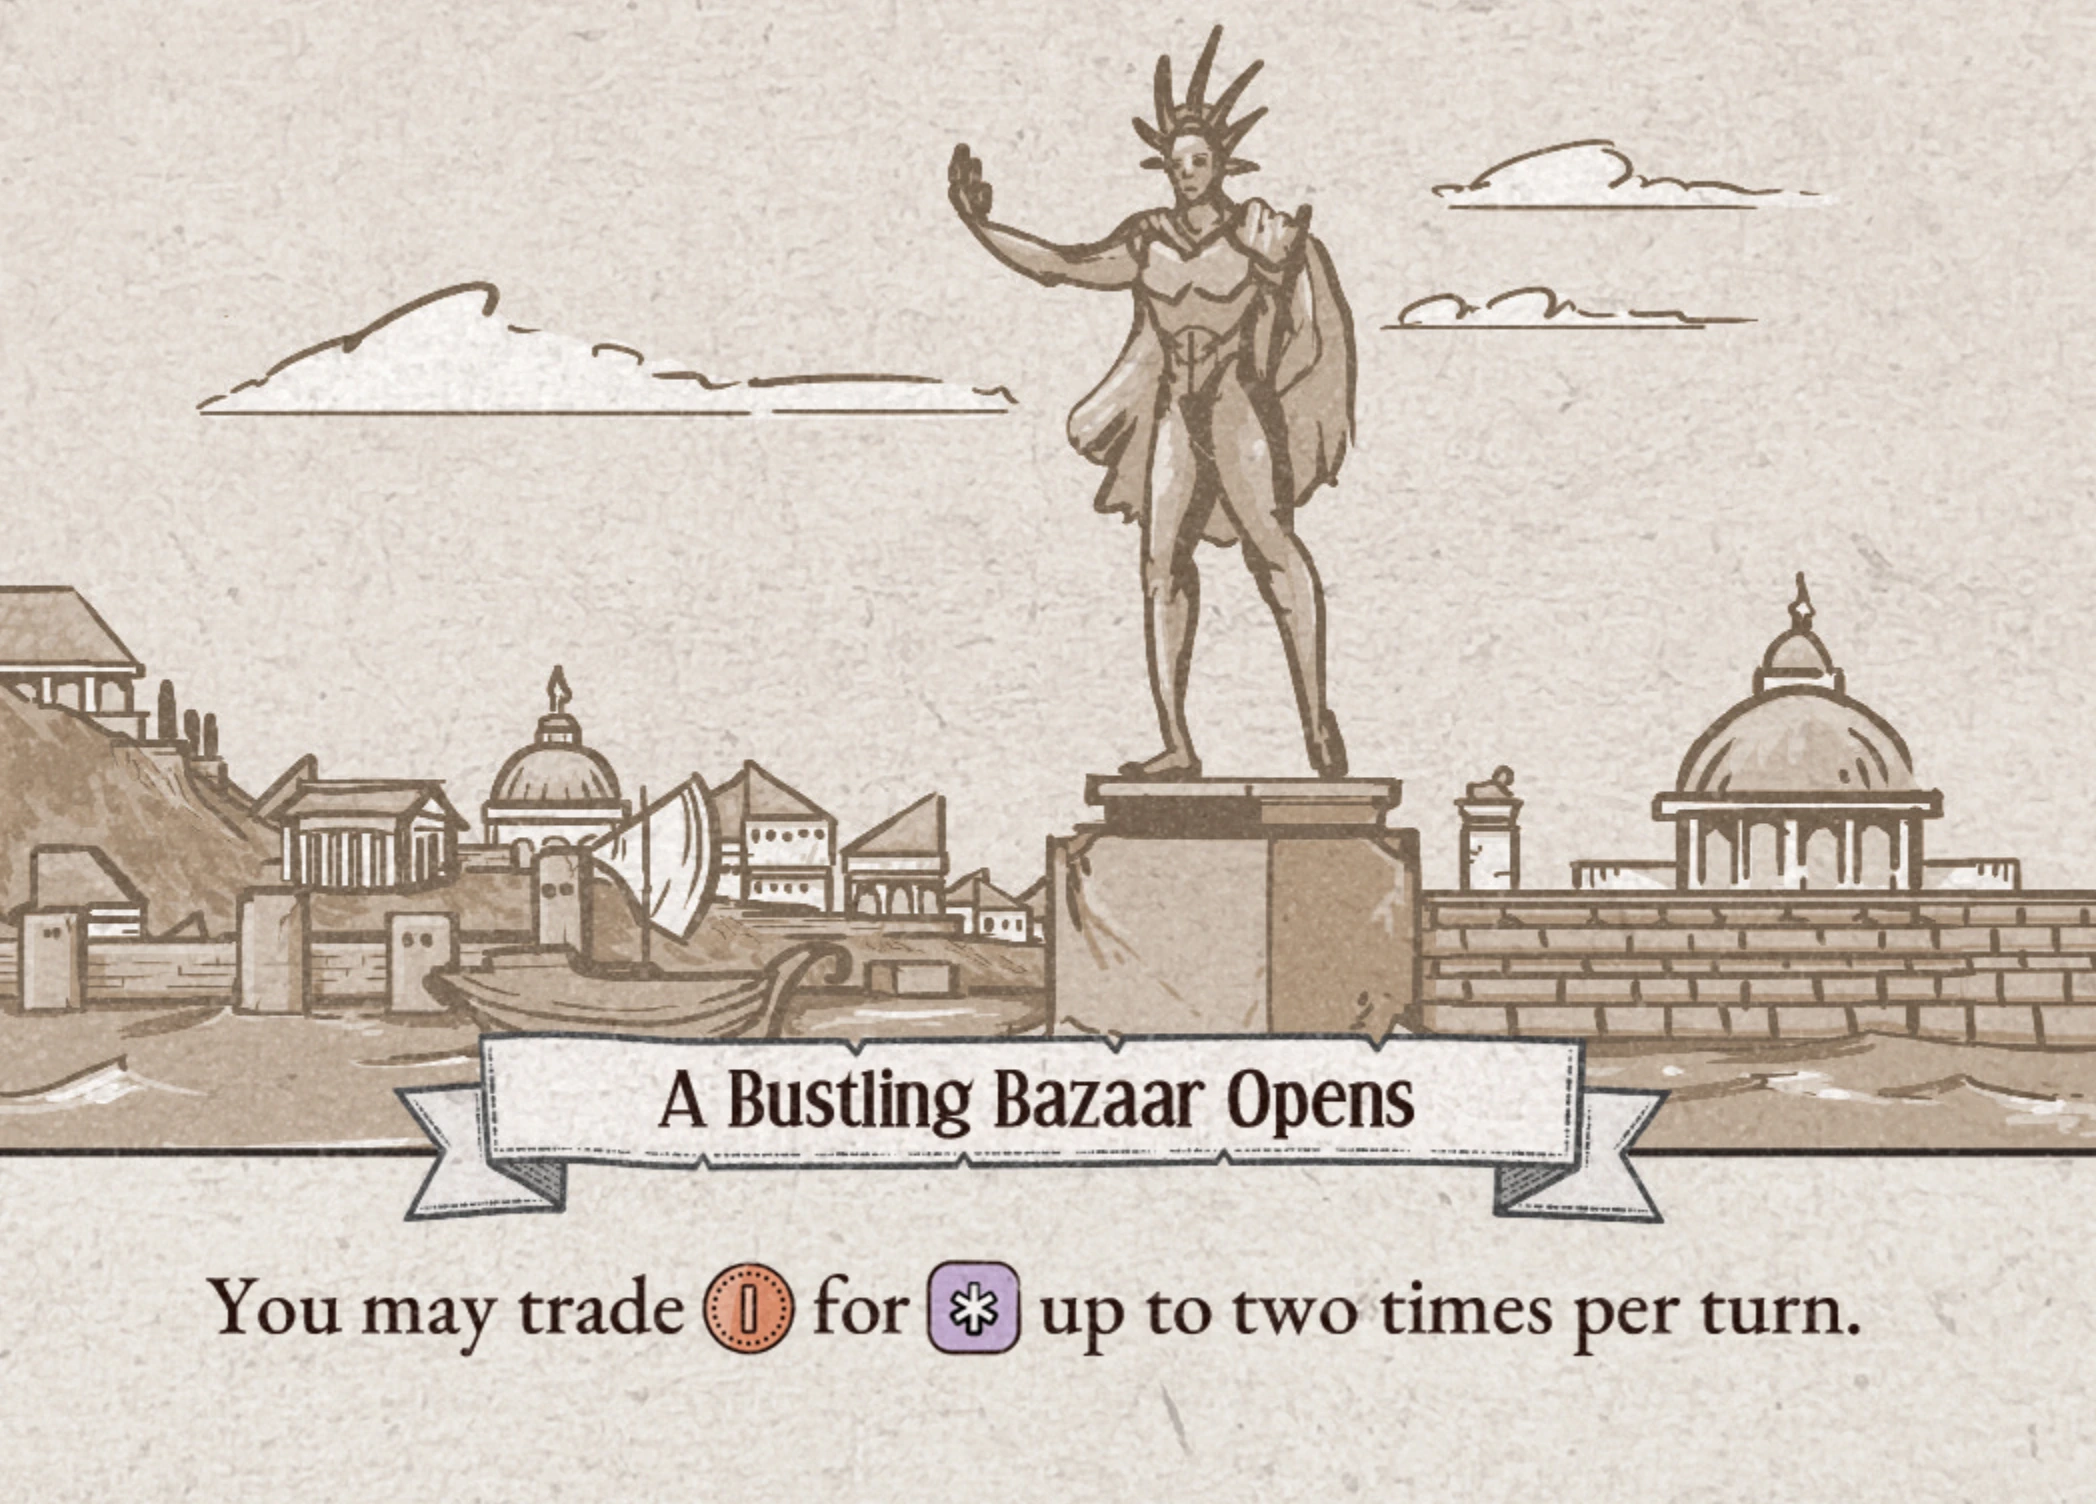 A Bustling Bazaar Opens
You may trade I for * up to two times per turn.